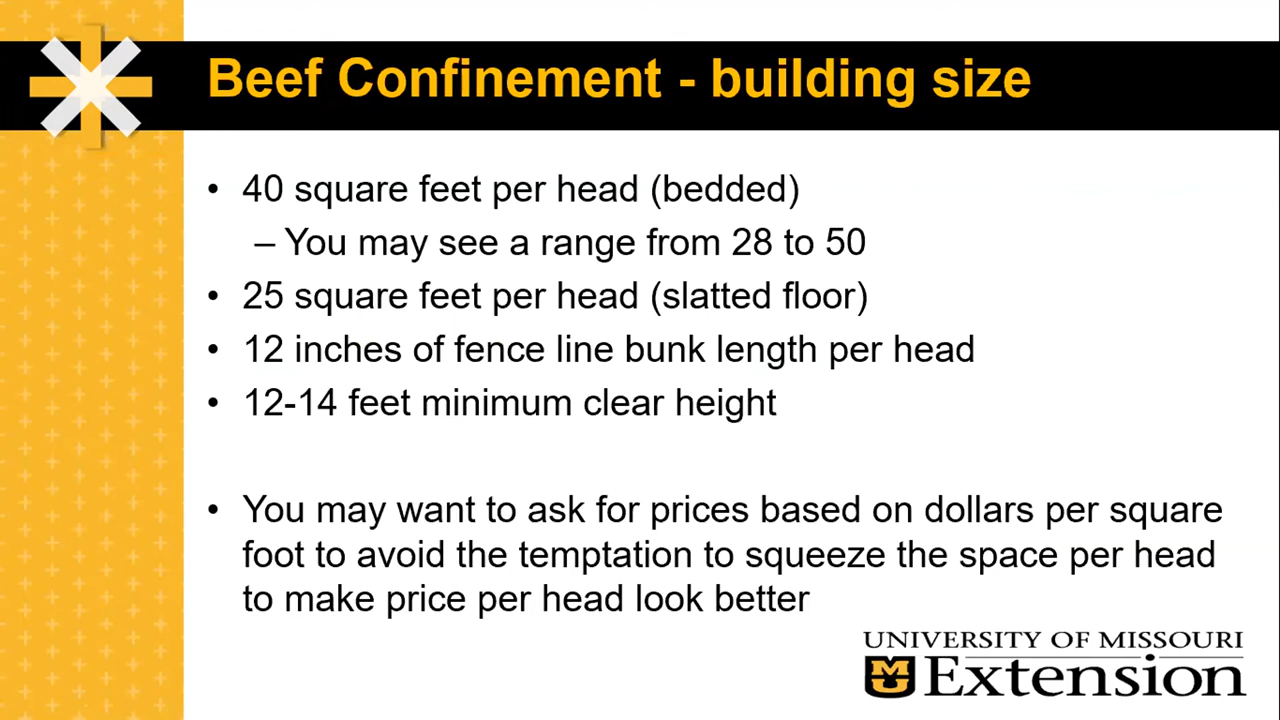 Beef Confinement - building size
• 40 square feet per head (bedded)
– You may see a range from 28 to 50
• 25 square feet per head (slatted floor)
• 12 inches of fence line bunk length per head
• 12-14 feet minimum clear height
• You may want to ask for prices based on dollars per square
foot to avoid the temptation to squeeze the space per head
to make price per head look better
UNIVERSITY OF MISSOURI
Extension